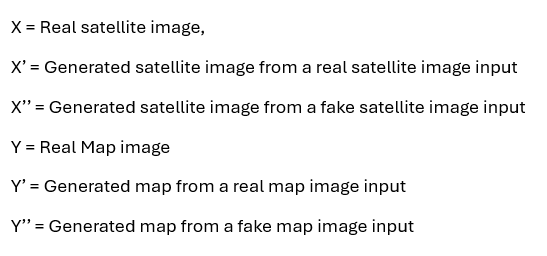 X = Real satellite image,
X’ = Generated satellite image from a real satellite image input
X’’ = Generated satellite image from a fake satellite image input
Y = Real Map image
Y’ = Generated map from a real map image input
Y’’ = Generated map from a fake map image input